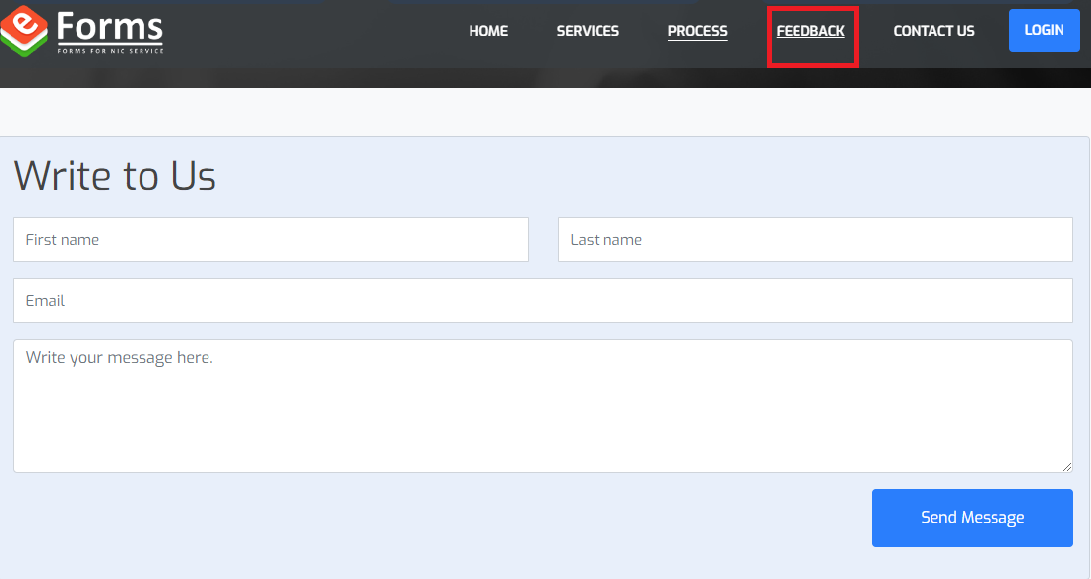 e Forms
FORMS FOR NIC SERVICE
HOME SERVICES PROCESS FEEDBACK CONTACT US LOGIN
Write to Us
First name Last name
Email
Write your message here.
Send Message